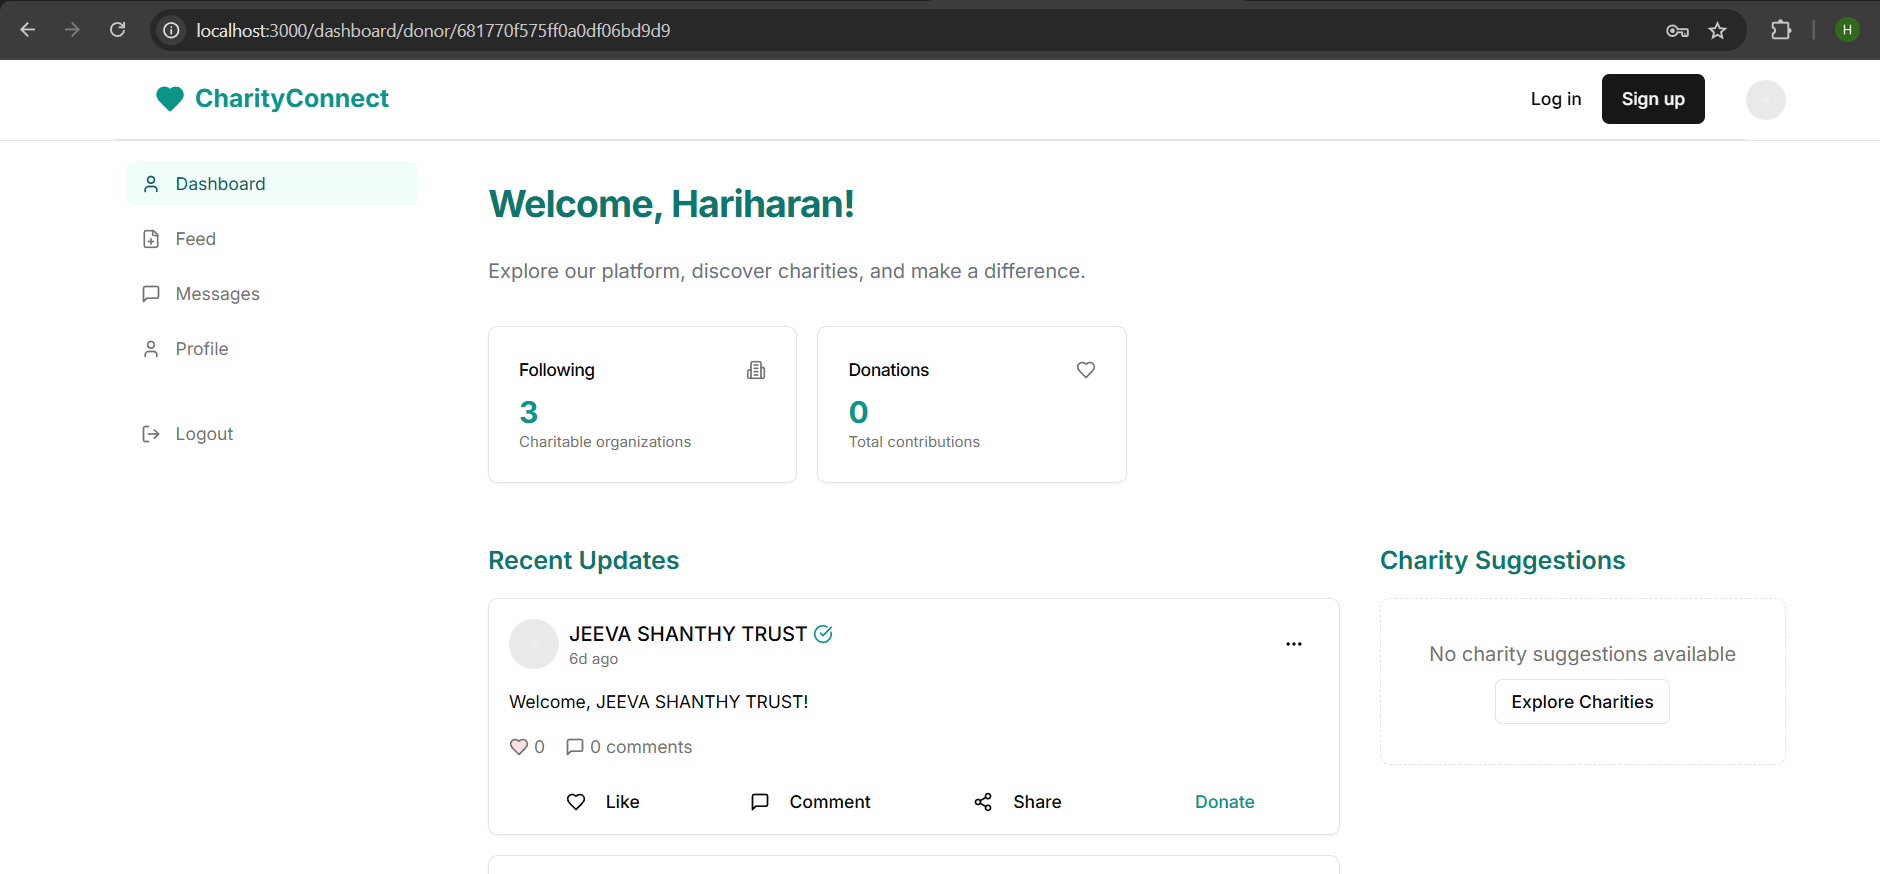 localhost:3000/dashboard/donor/681770f575ff0a0df06bd9d9
H
CharityConnect
Log in
Sign up
Dashboard
Feed
Messages
Profile
Logout
Welcome, Hariharan!
Explore our platform, discover charities, and make a difference.
Following
3
Charitable organizations
Donations
0
Total contributions
Recent Updates
JEEVA SHANTHY TRUST
6d ago
Welcome, JEEVA SHANTHY TRUST!
0
0 comments
Like
Comment
Share
Donate
Charity Suggestions
No charity suggestions available
Explore Charities